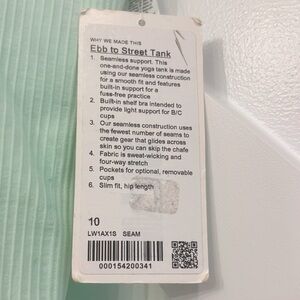 WHY WE MADE THIS
Ebb to Street Tank
1. Seamless support. This
one-and-done yoga tank is made
using our seamless construction
for a smooth fit and features
built-in support for a
fuss-free practice
2. Built-in shelf bra intended to
provide light support for B/C
cups
3. Our seamless construction uses
the fewest number of seams to
create gear that glides across
skin so you can skip the chafe
4. Fabric is sweat-wicking and
four-way stretch
5. Pockets for optional, removable
cups
6. Slim fit, hip length
10
LW1AX1S SEAM
000154200341